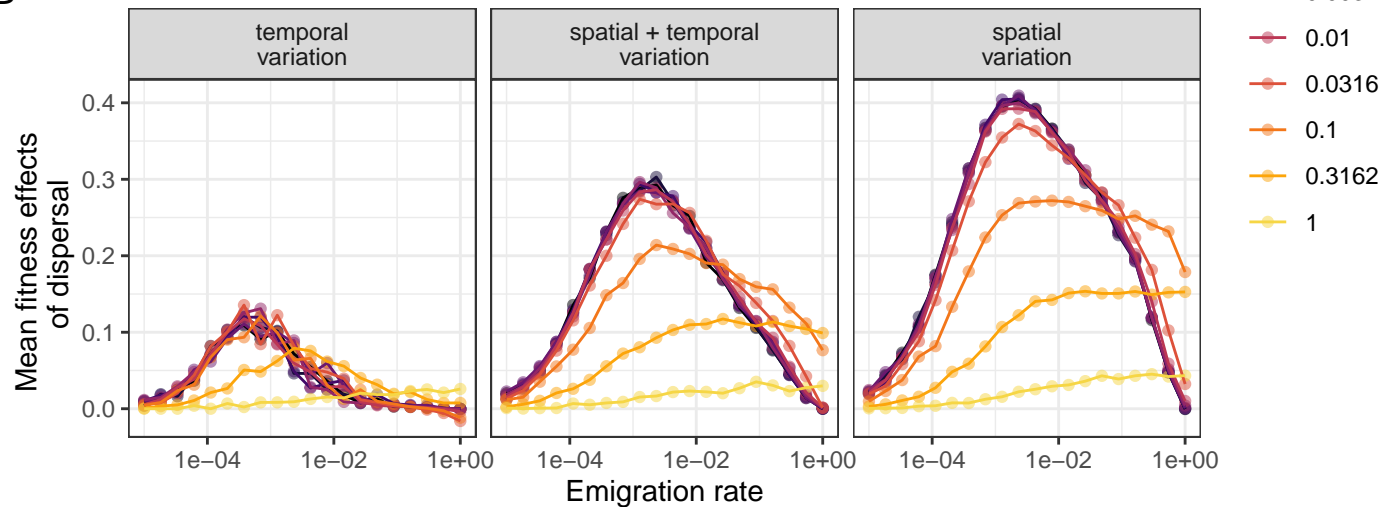 temporal
variation
spatial + temporal
variation
spatial
variation
0.01
0.0316
0.1
0.3162
1
Mean fitness effects
of dispersal
0.4
0.3
0.2
0.1
0.0
1e−04 1e−02 1e+00
1e−04 1e−02 1e+00
1e−04 1e−02 1e+00
Emigration rate